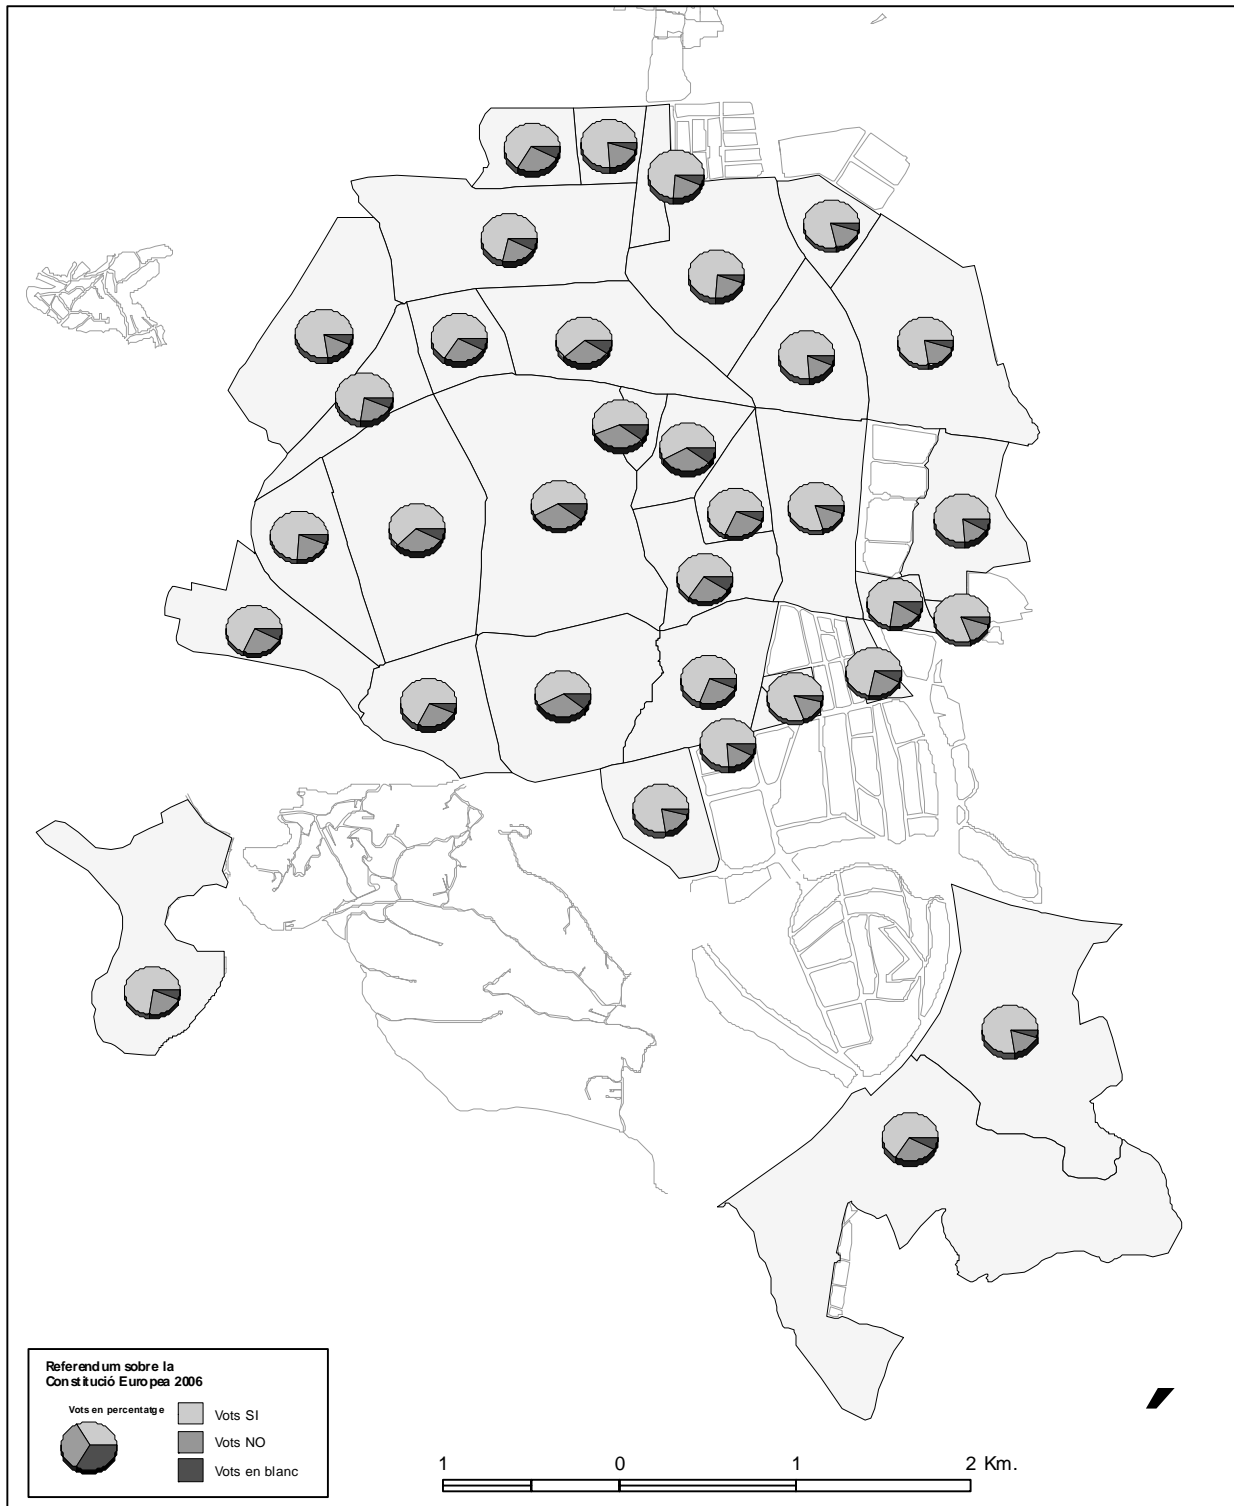 Referendum sobre la
Constitució Europea 2006
Vots en percentatge
Vots SI
Vots NO
Vots en blanc
1 0 1 2 Km.